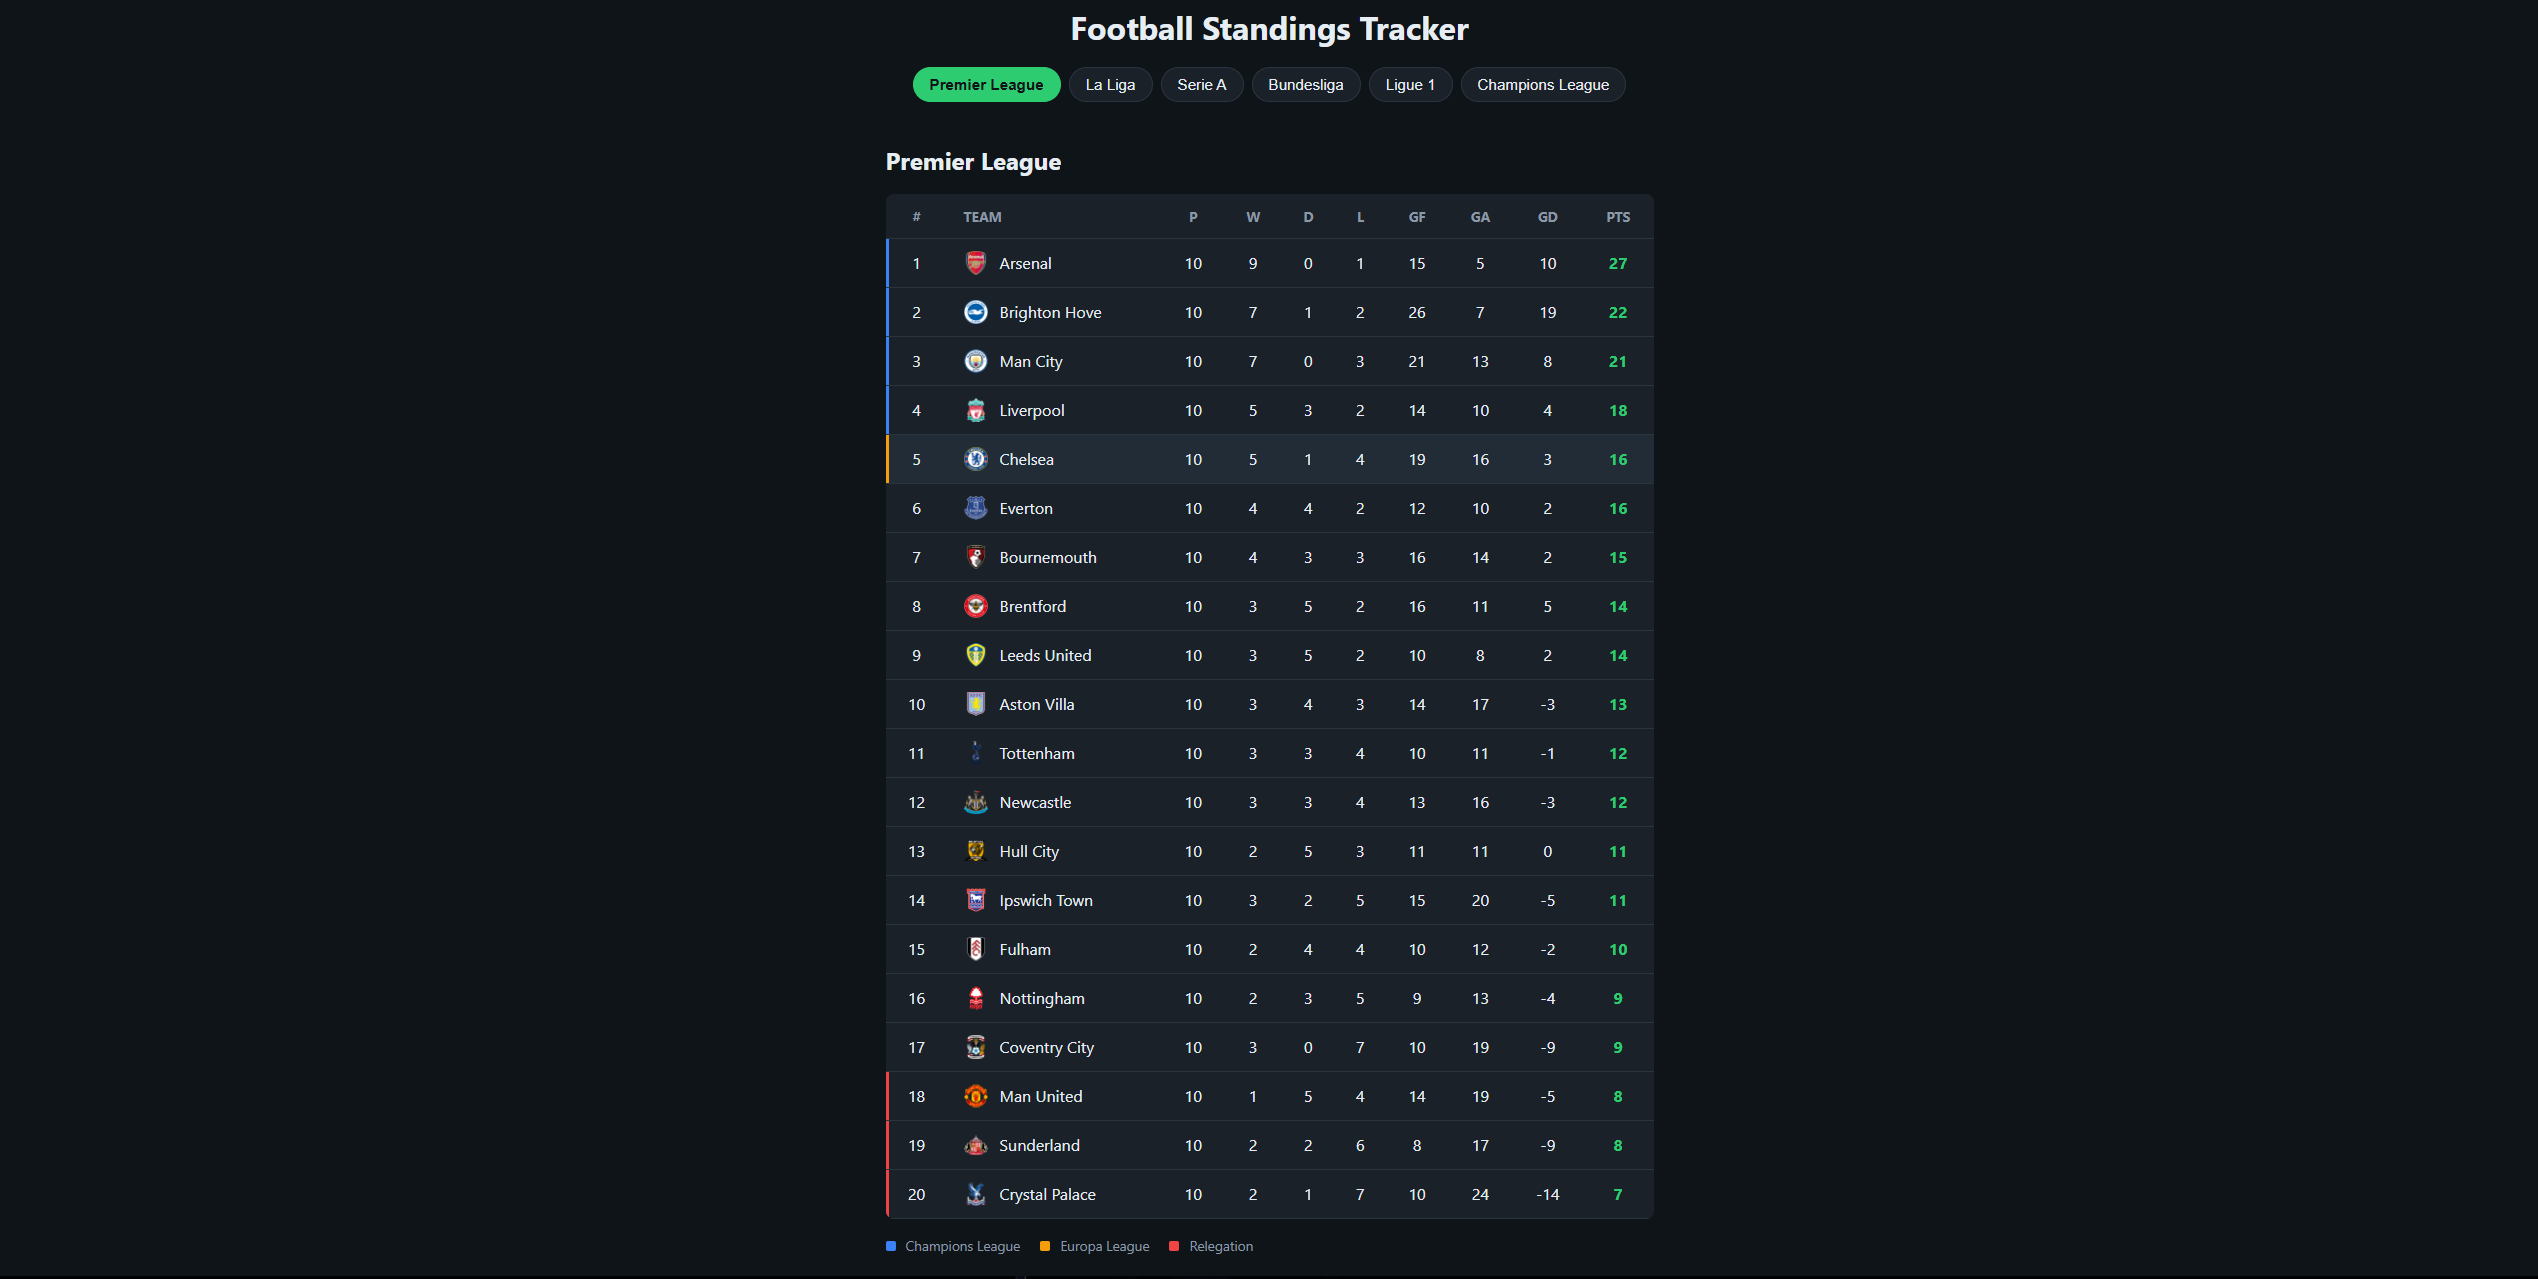 Football Standings Tracker
Premier League La Liga Serie A Bundesliga Ligue 1 Champions League
Premier League
# TEAM P W D L GF GA GD PTS
1 Arsenal 10 9 0 1 15 5 10 27
2 Brighton Hove 10 7 1 2 26 7 19 22
3 Man City 10 7 0 3 21 13 8 21
4 Liverpool 10 5 3 2 14 10 4 18
5 Chelsea 10 5 1 4 19 16 3 16
6 Everton 10 4 4 2 12 10 2 16
7 Bournemouth 10 4 3 3 16 14 2 15
8 Brentford 10 3 5 2 16 11 5 14
9 Leeds United 10 3 5 2 10 8 2 14
10 Aston Villa 10 3 4 3 14 17 -3 13
11 Tottenham 10 3 3 4 10 11 -1 12
12 Newcastle 10 3 3 4 13 16 -3 12
13 Hull City 10 2 5 3 11 11 0 11
14 Ipswich Town 10 3 2 5 15 20 -5 11
15 Fulham 10 2 4 4 10 12 -2 10
16 Nottingham 10 2 3 5 9 13 -4 9
17 Coventry City 10 3 0 7 10 19 -9 9
18 Man United 10 1 5 4 14 19 -5 8
19 Sunderland 10 2 2 6 8 17 -9 8
20 Crystal Palace 10 2 1 7 10 24 -14 7
Champions League Europa League Relegation